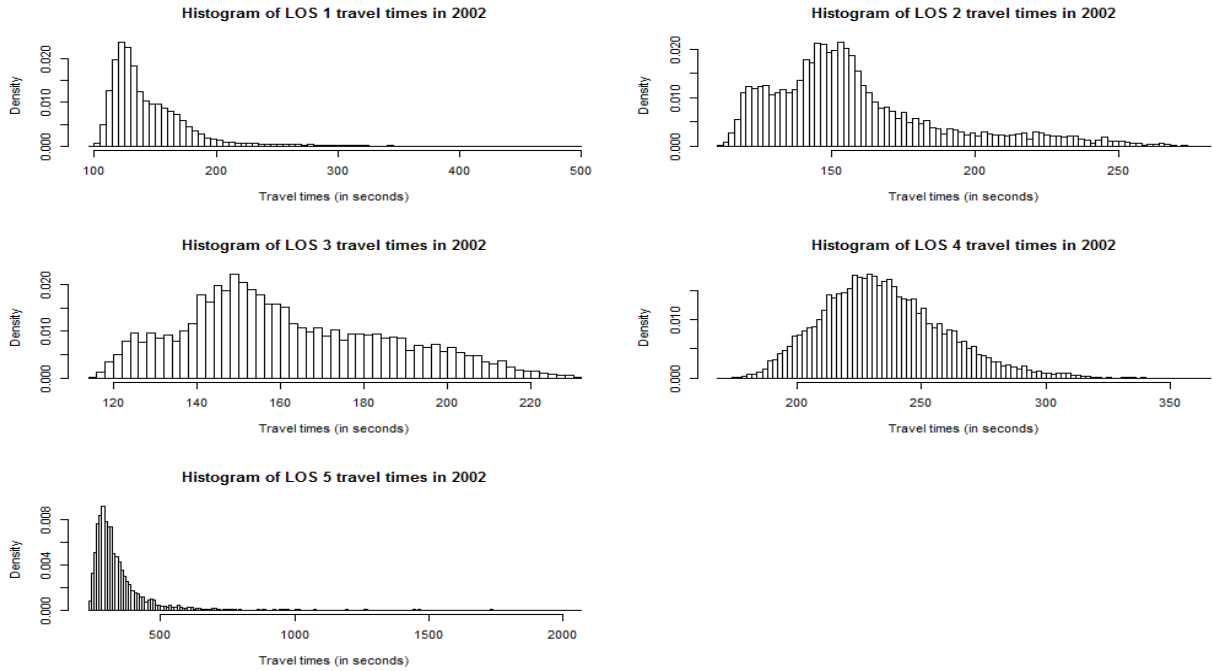 Histogram of LOS 1 travel times in 2002
Density
0.000 0.010 0.020
100 200 300 400 500
Travel times (in seconds)
Histogram of LOS 2 travel times in 2002
Density
0.000 0.010 0.020
150 200 250
Travel times (in seconds)
Histogram of LOS 3 travel times in 2002
Density
0.000 0.010 0.020
120 140 160 180 200 220
Travel times (in seconds)
Histogram of LOS 4 travel times in 2002
Density
0.000 0.010
200 250 300 350
Travel times (in seconds)
Histogram of LOS 5 travel times in 2002
Density
0.000 0.004 0.008
500 1000 1500 2000
Travel times (in seconds)